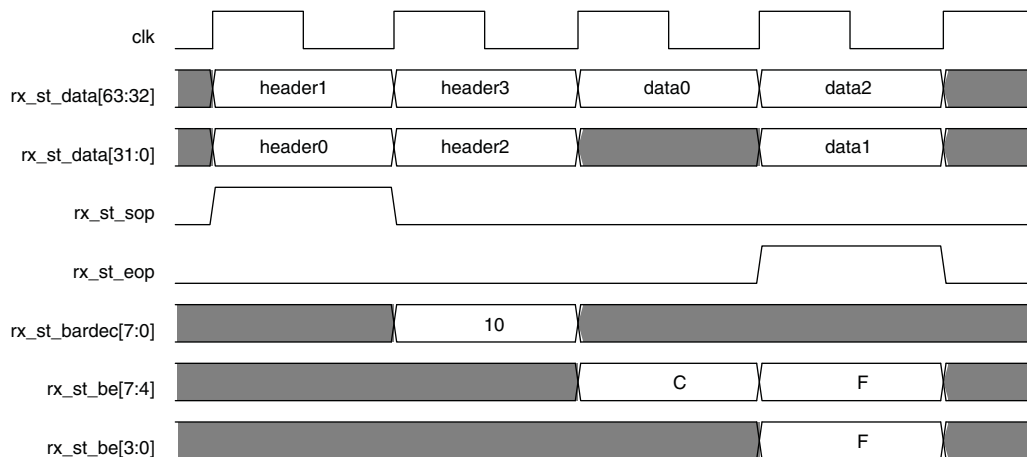 clk
rx_st_data[63:32] header1 header3 data0 data2
rx_st_data[31:0] header0 header2 data1
rx_st_sop
rx_st_eop
rx_st_bardec[7:0] 10
rx_st_be[7:4] C F
rx_st_be[3:0] F